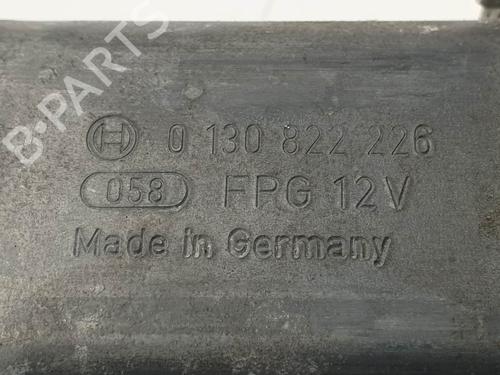 B-PARTS
0 130 822 226
058 FPG 12V
Made in Germany